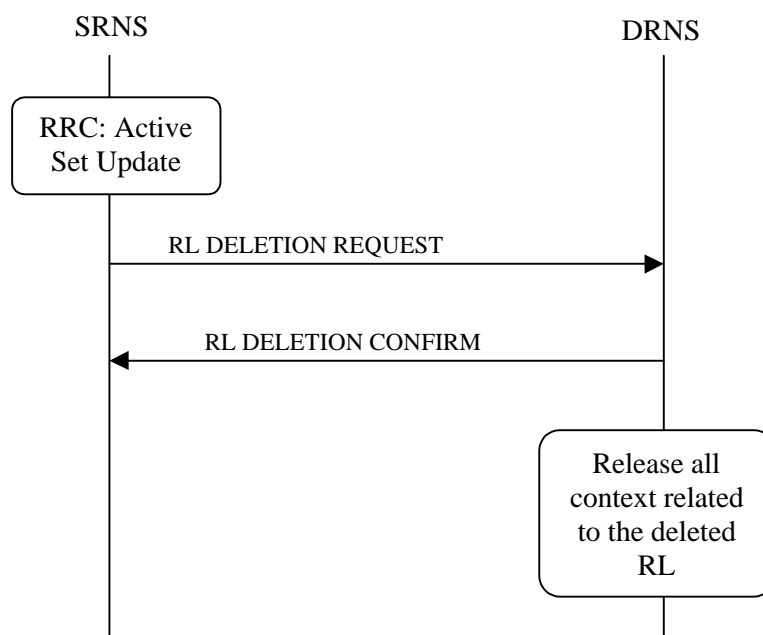 SRNS
DRNS
RRC: Active
Set Update
RL DELETION REQUEST
RL DELETION CONFIRM
Release all
context related
to the deleted
RL